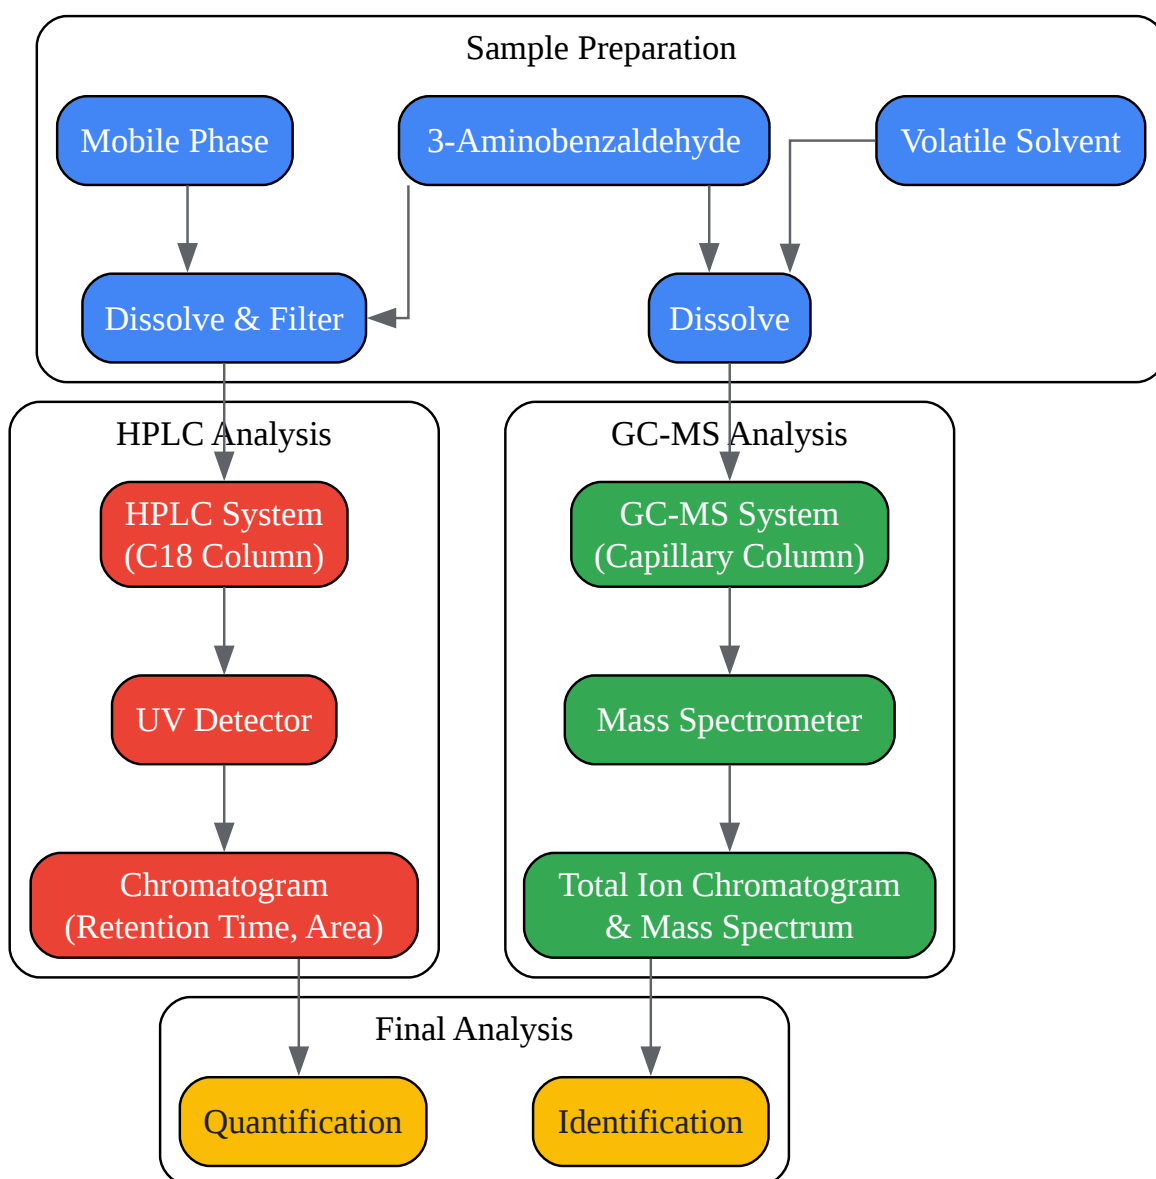 Sample Preparation
Mobile Phase
3-Aminobenzaldehyde
Volatile Solvent
Dissolve & Filter
Dissolve
HPLC Analysis
GC-MS Analysis
HPLC System
(C18 Column)
GC-MS System
(Capillary Column)
UV Detector
Mass Spectrometer
Chromatogram
(Retention Time, Area)
Total Ion Chromatogram
& Mass Spectrum
Final Analysis
Quantification
Identification